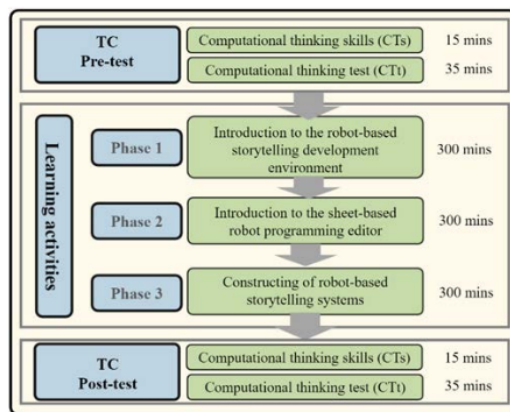 TC
Pre-test
Computational thinking skills (CTs)
15 mins
Computational thinking test (CTt)
35 mins
Learning activities
Phase 1
Introduction to the robot-based
storytelling development
environment
300 mins
Phase 2
Introduction to the sheet-based
robot programming editor
300 mins
Phase 3
Constructing of robot-based
storytelling systems
300 mins
TC
Post-test
Computational thinking skills (CTs)
15 mins
Computational thinking test (CTt)
35 mins